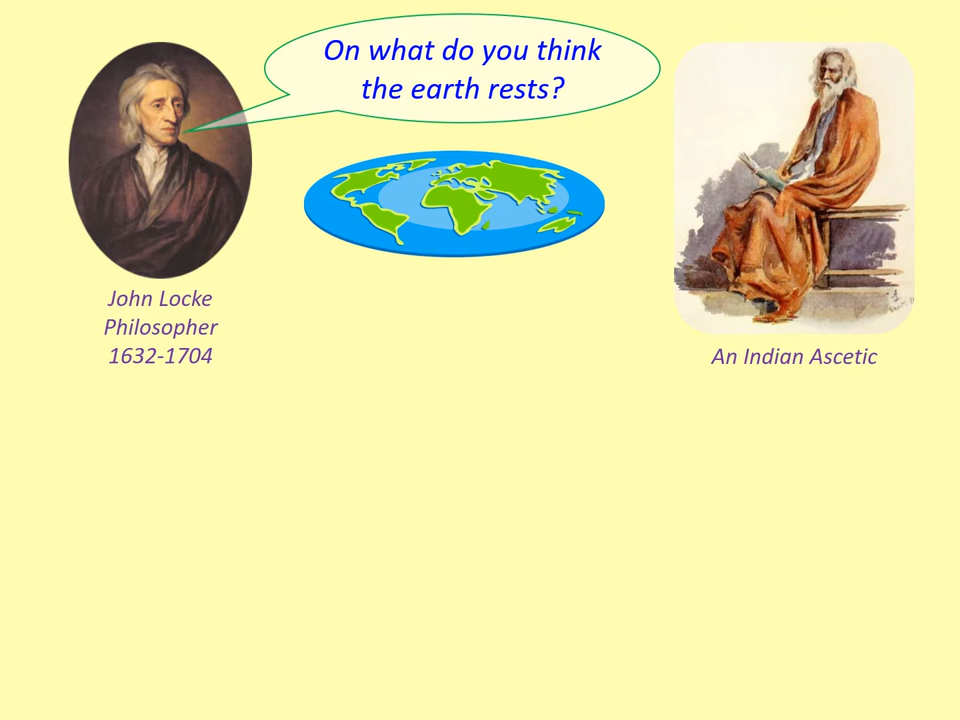 On what do you think
the earth rests?
John Locke
Philosopher
1632-1704
An Indian Ascetic